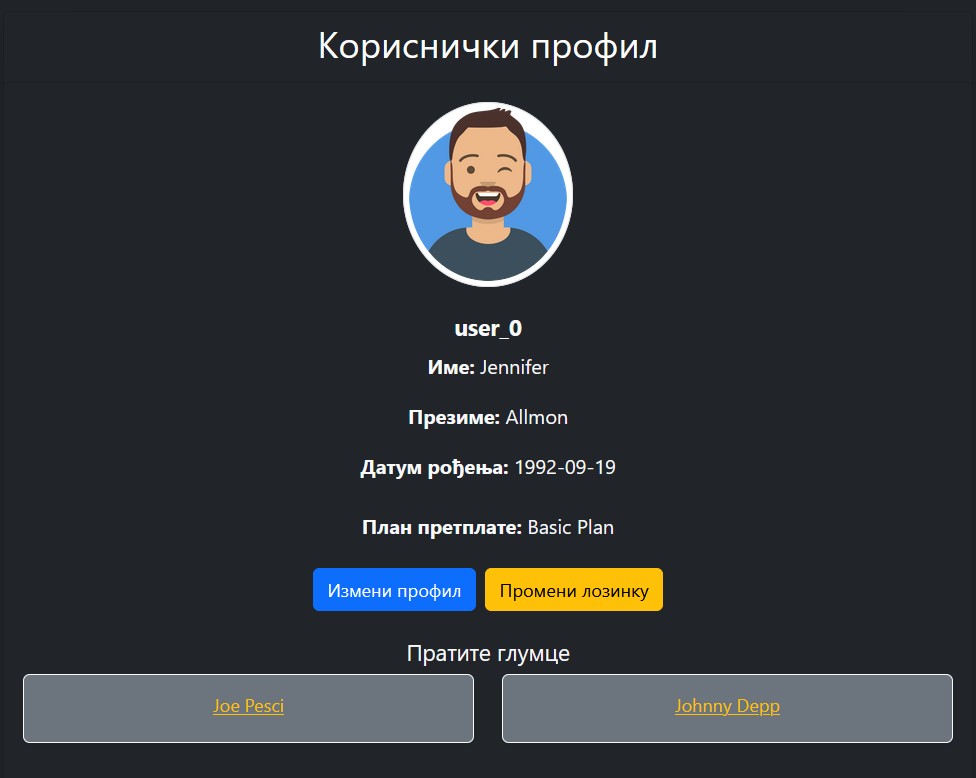 Кориснички профил
user_0
Име: Jennifer
Презиме: Allmon
Датум рођења: 1992-09-19
План претплате: Basic Plan
Измени профил Промени лозинку
Пратите глумце
Joe Pesci Johnny Depp